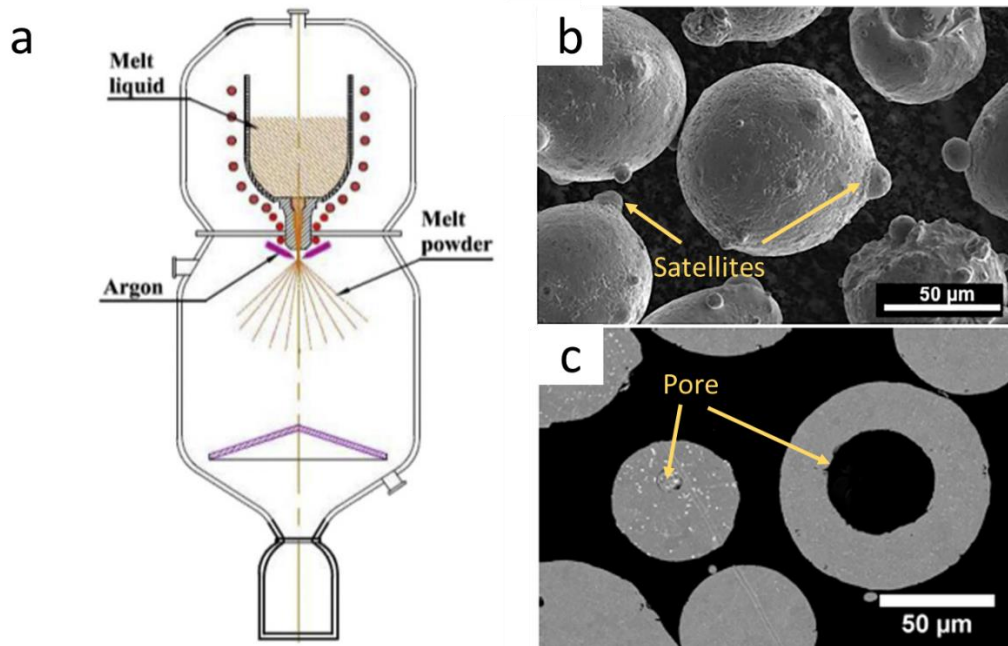 a
Melt
liquid
Melt
powder
Argon
b
Satellites
50 µm
c
Pore
50 µm